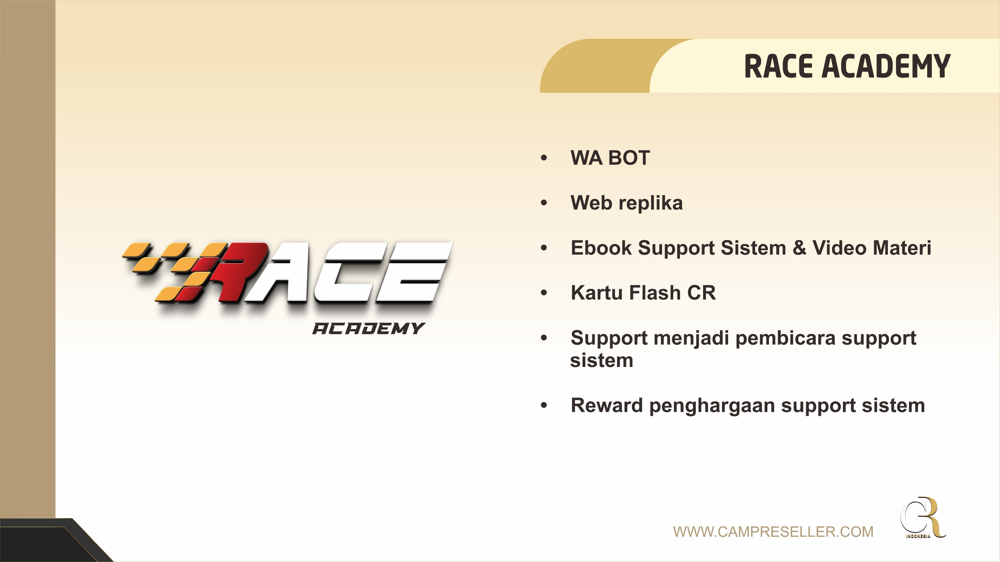 RACE ACADEMY
RACE
ACADEMY
• WA BOT
• Web replika
• Ebook Support Sistem & Video Materi
• Kartu Flash CR
• Support menjadi pembicara support
sistem
• Reward penghargaan support sistem
WWW.CAMPRESELLER.COM
CR
INDONESIA